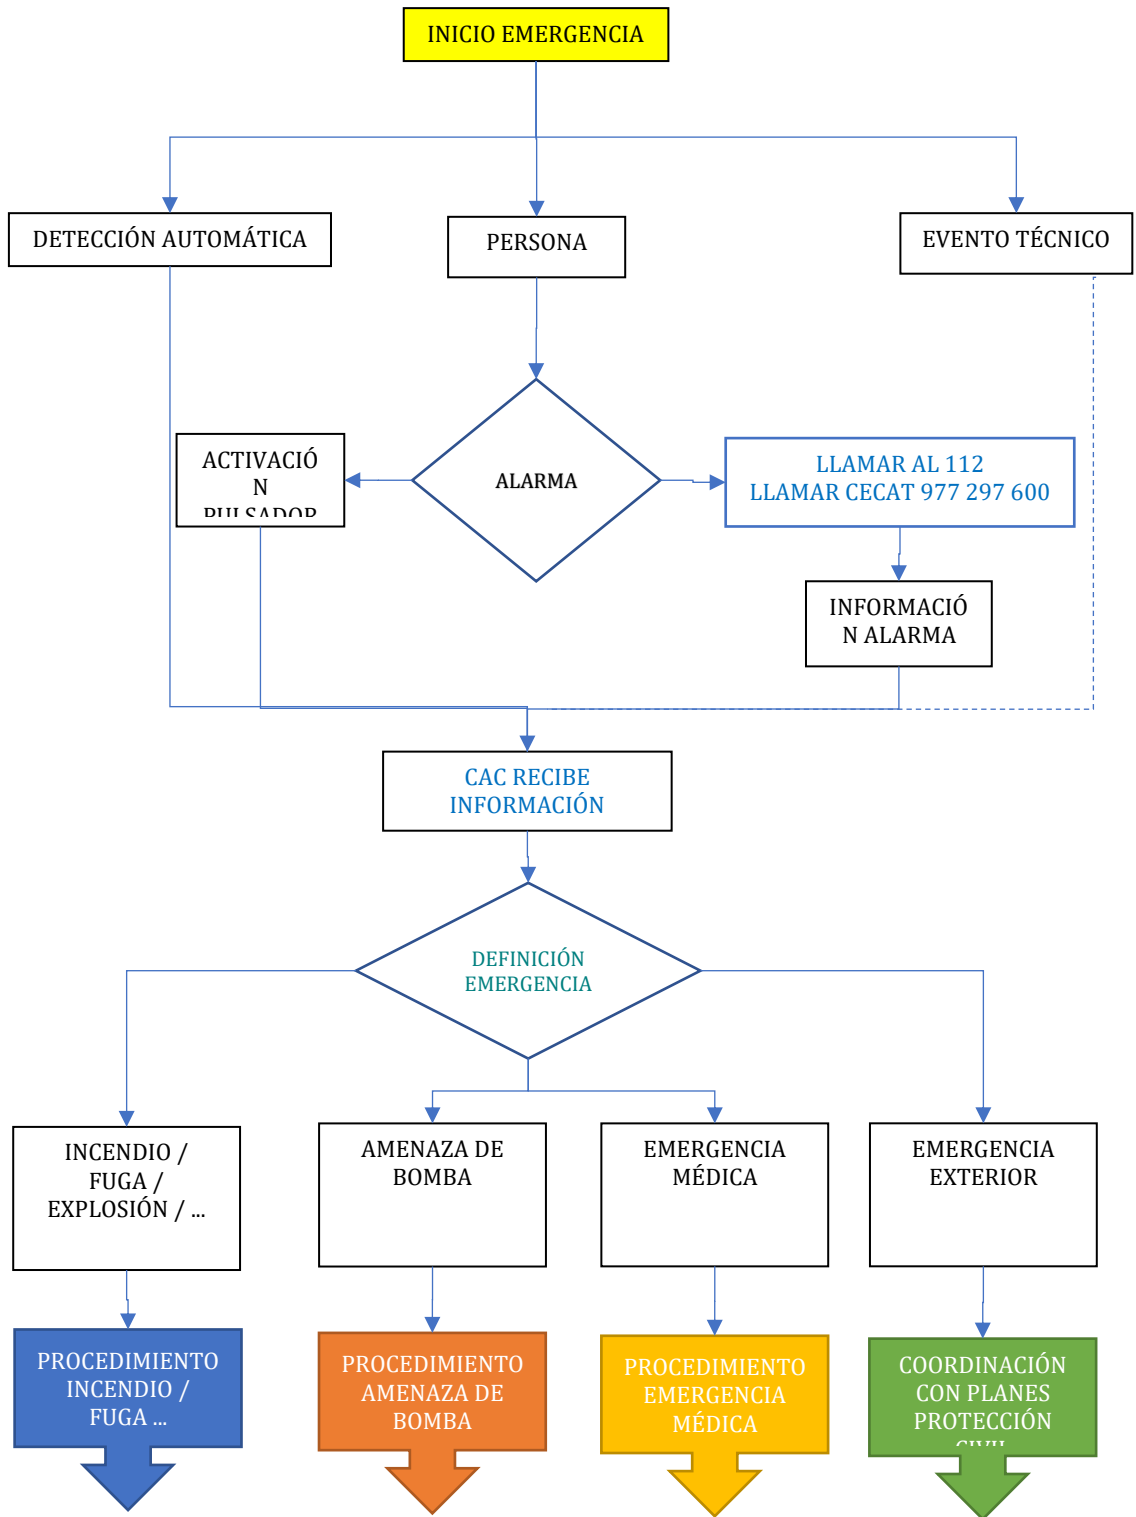 INICIO EMERGENCIA
DETECCIÓN AUTOMÁTICA
PERSONA
EVENTO TÉCNICO
ACTIVACIÓ
N
PULSADOR
ALARMA
LLAMAR AL 112
LLAMAR CECAT 977 297 600
INFORMACIÓ
N ALARMA
CAC RECIBE
INFORMACIÓN
DEFINICIÓN
EMERGENCIA
INCENDIO /
FUGA /
EXPLOSIÓN / ...
AMENAZA DE
BOMBA
EMERGENCIA
MÉDICA
EMERGENCIA
EXTERIOR
PROCEDIMIENTO
INCENDIO /
FUGA ...
PROCEDIMIENTO
AMENAZA DE
BOMBA
PROCEDIMIENTO
EMERGENCIA
MÉDICA
COORDINACIÓN
CON PLANES
PROTECCIÓN
CIVIL